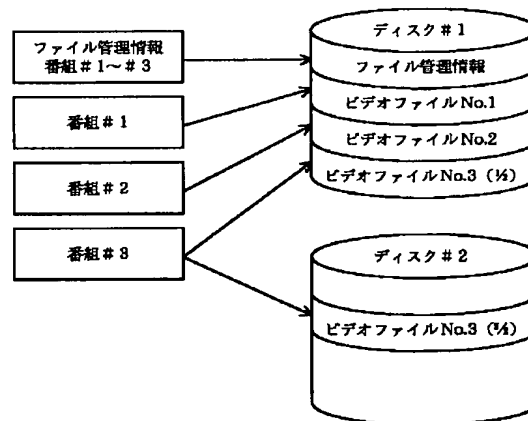 ファイル管理情報
番組#1~#3
番組#1
番組#2
番組#3
ディスク#1
ファイル管理情報
ビデオファイルNo.1
ビデオファイルNo.2
ビデオファイルNo.3(½)
ディスク#2
ビデオファイルNo.3